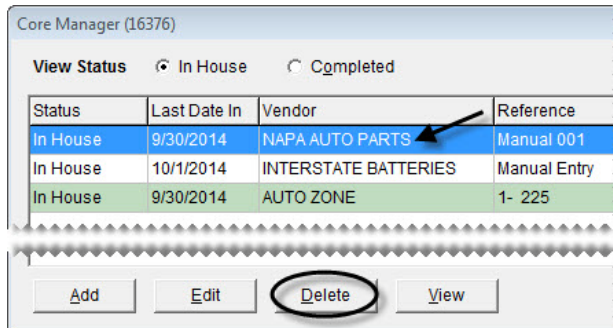 Core Manager (16376)
View Status In House Completed
Status Last Date In Vendor Reference
In House 9/30/2014 NAPA AUTO PARTS Manual 001
In House 10/1/2014 INTERSTATE BATTERIES Manual Entry
In House 9/30/2014 AUTO ZONE 1- 225
Add Edit Delete View